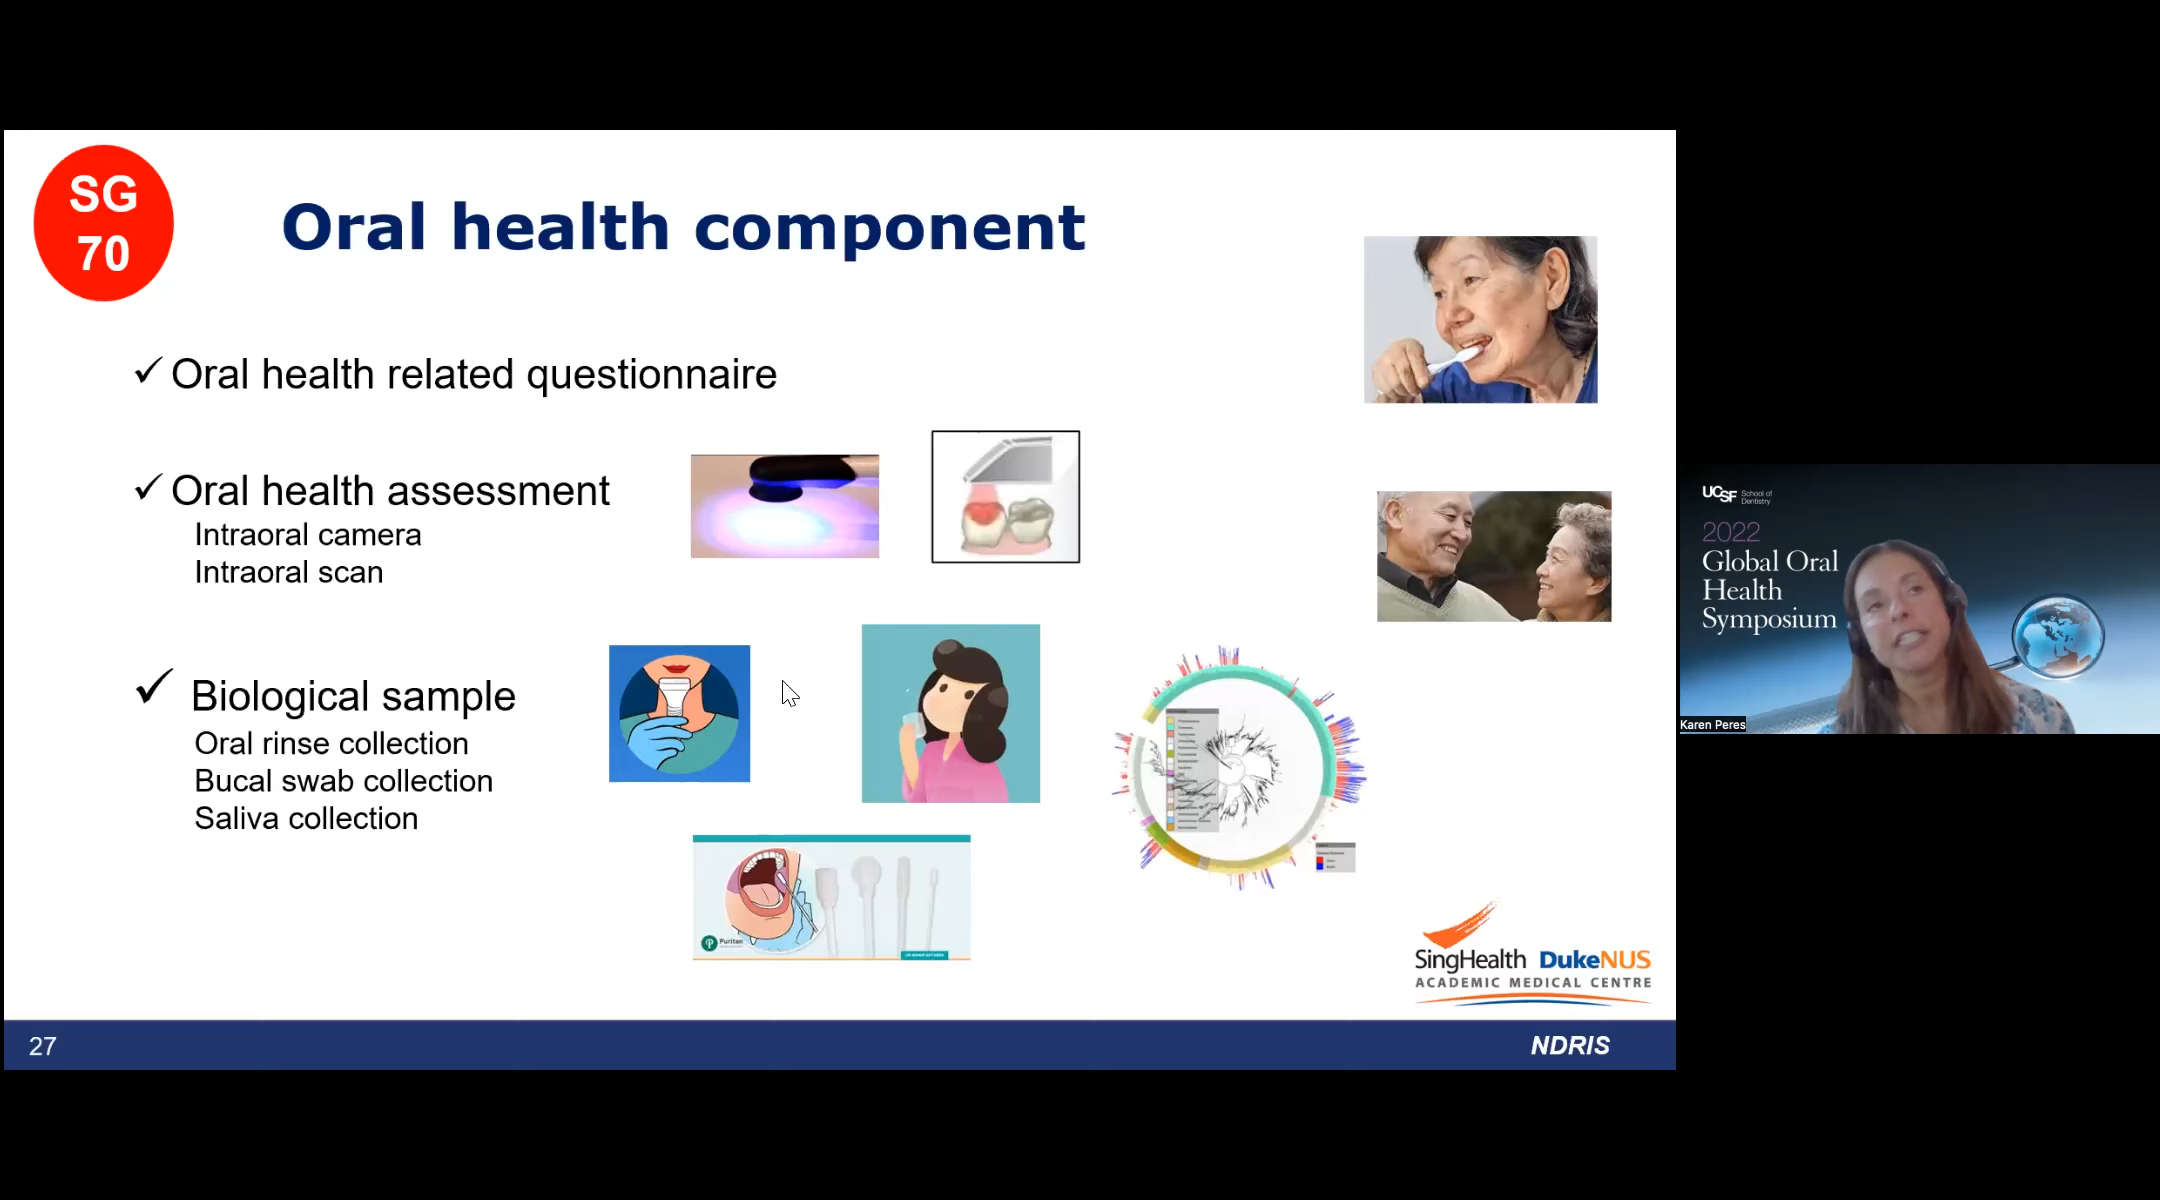 SG
70
Oral health component
✓ Oral health related questionnaire
✓ Oral health assessment
Intraoral camera
Intraoral scan
✓ Biological sample
Oral rinse collection
Bucal swab collection
Saliva collection
Puritan
SingHealth DukeNUS
ACADEMIC MEDICAL CENTRE
27
NDRIS
UCSF School of
Dentistry
2022
Global Oral
Health
Symposium
Karen Peres